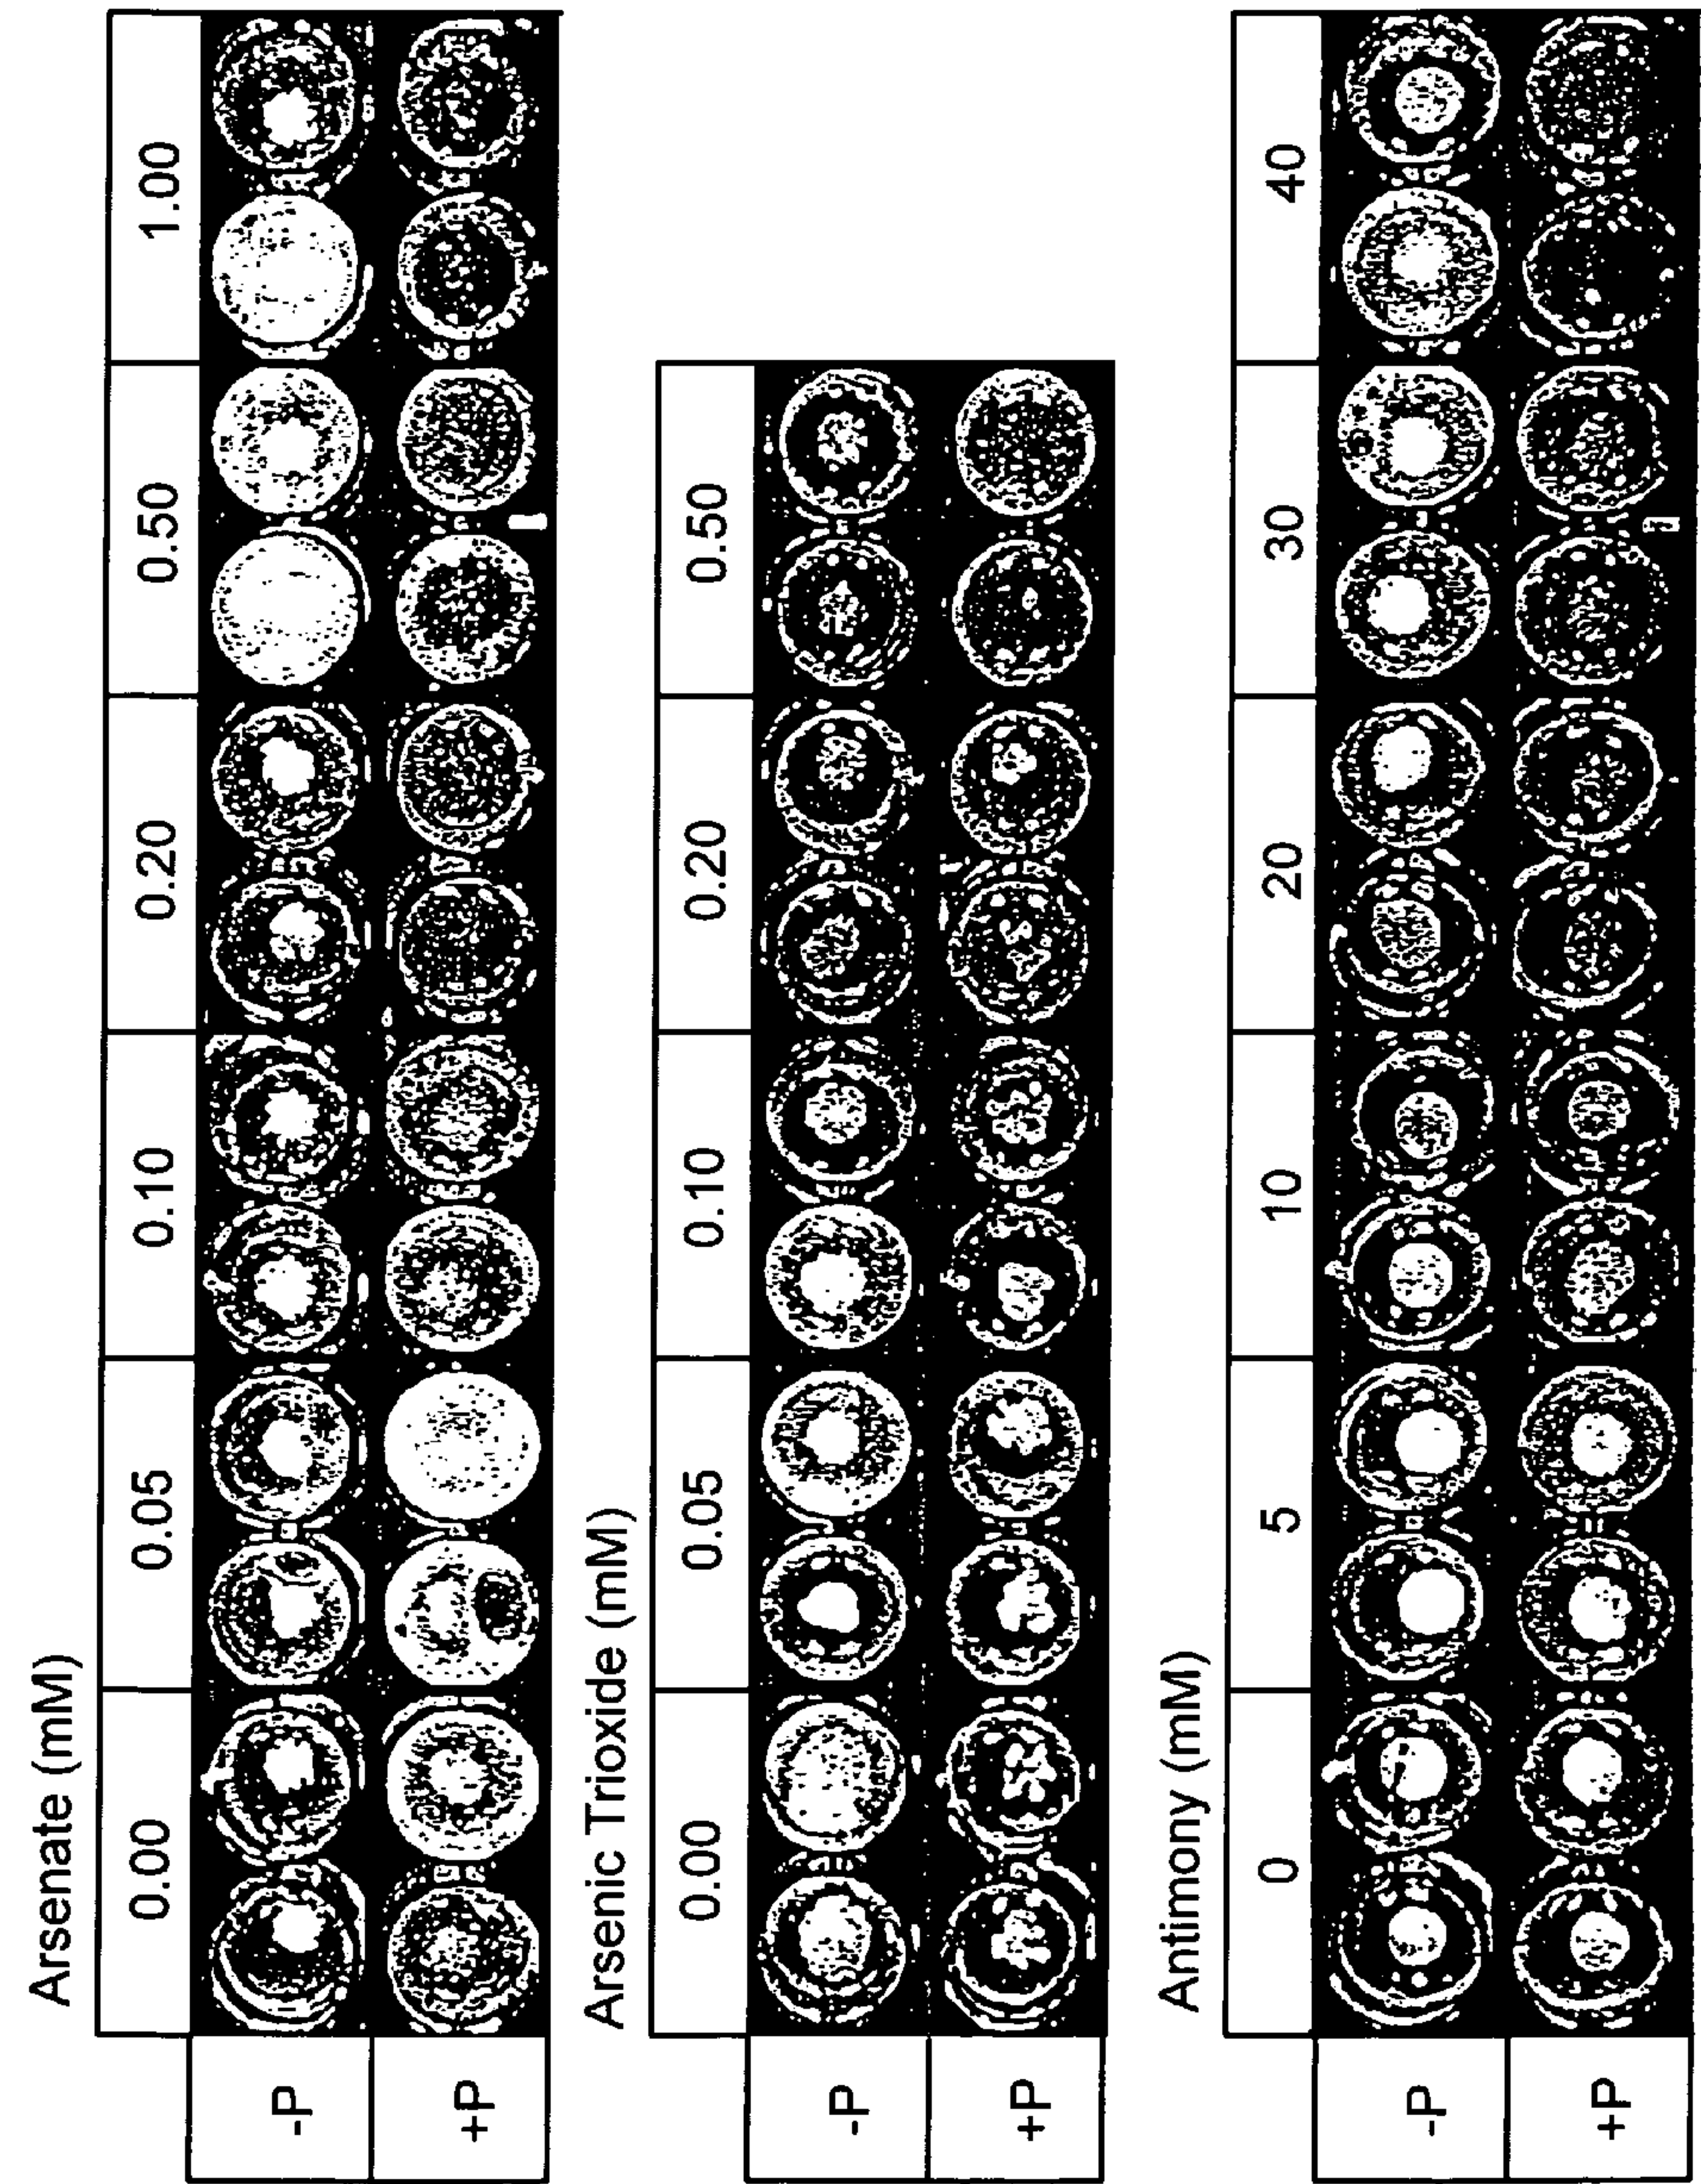 Arsenate (mM)
0.00 0.05 0.10 0.20 0.50 1.00
-P
+P
Arsenic Trioxide (mM)
0.00 0.05 0.10 0.20 0.50
-P
+P
Antimony (mM)
0 5 10 20 30 40
-P
+P